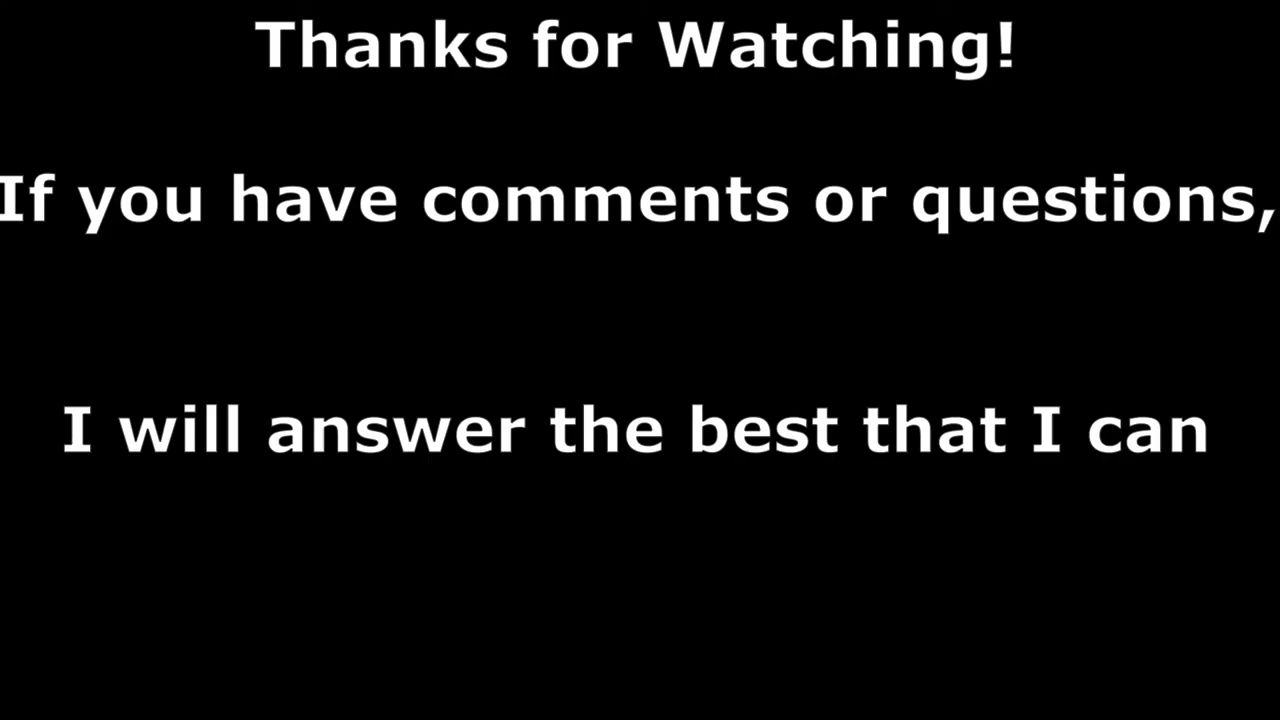 Thanks for Watching!
If you have comments or questions,
I will answer the best that I can